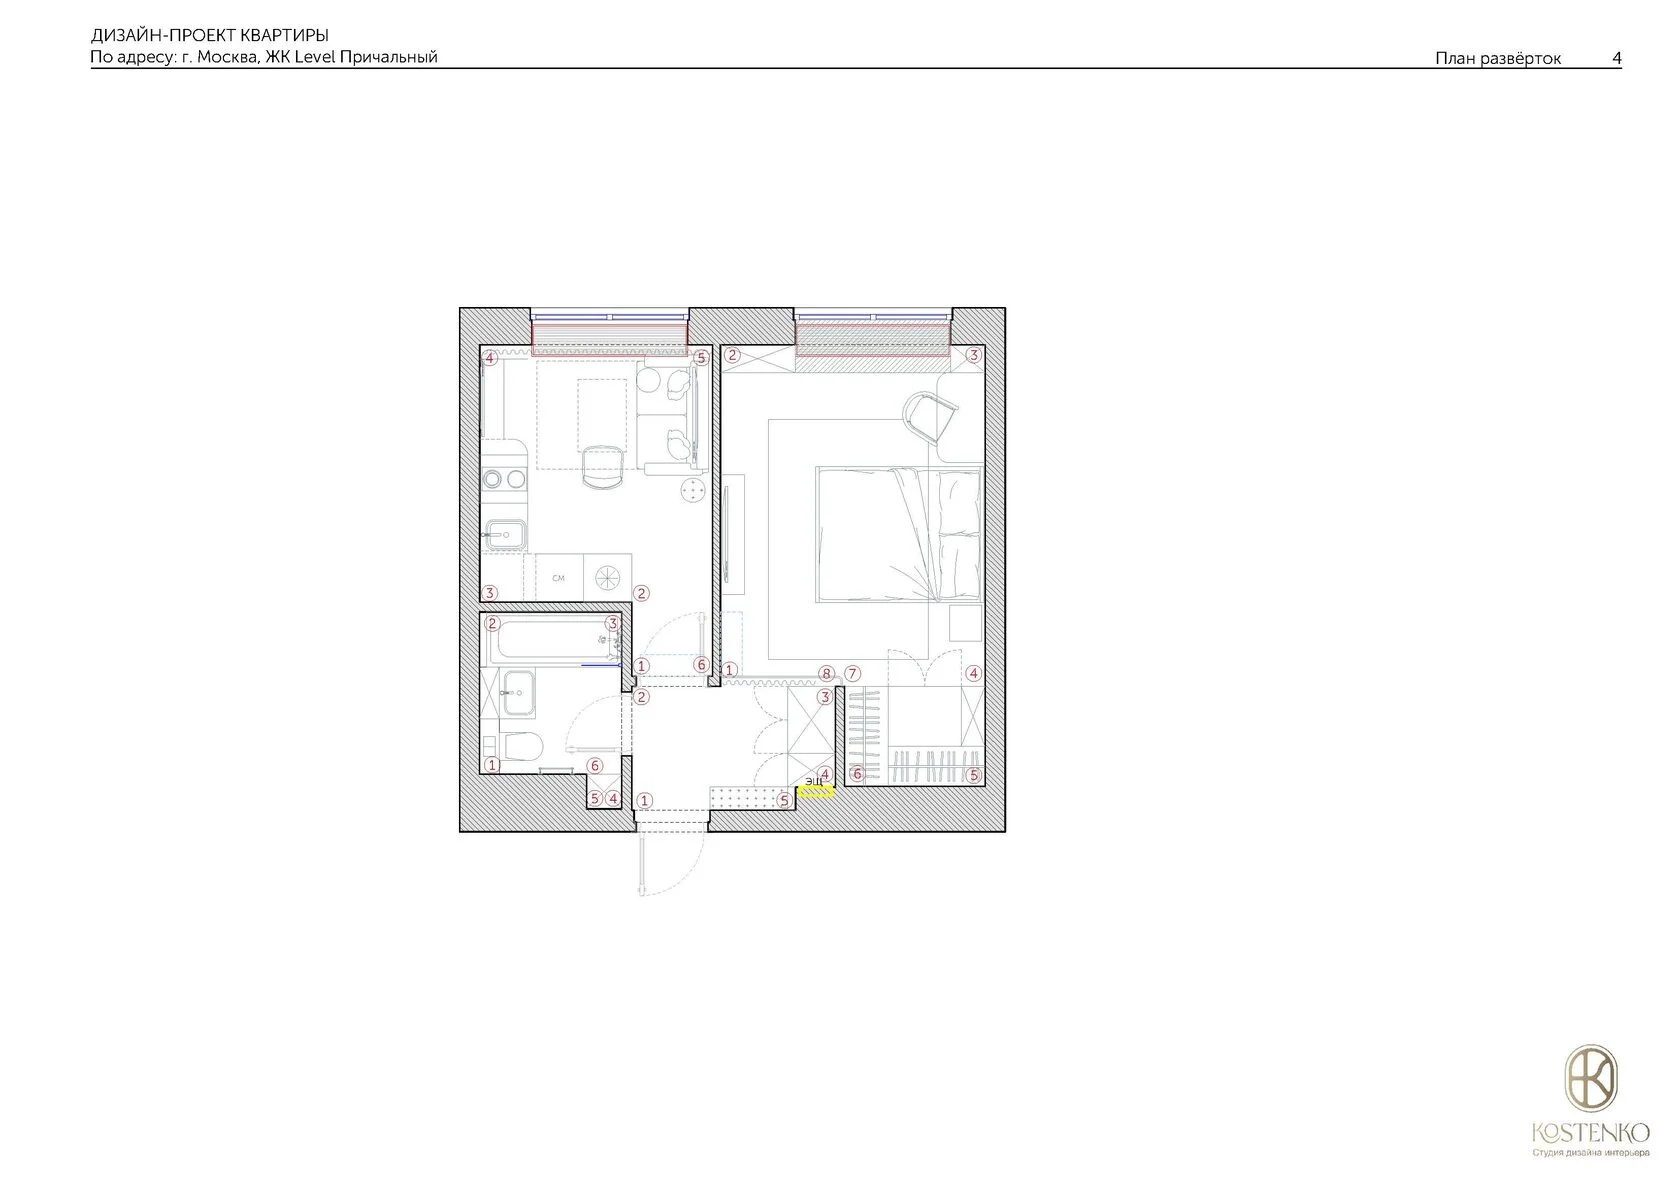 ДИЗАЙН-ПРОЕКТ КВАРТИРЫ
По адресу: г. Москва, ЖК Level Причальный
План развёрток 4
4 5 2 3
СМ
3 2
2 3
1 6 1 8 7 4
2 3
1 6 4 6 5
ЭЩ
5 4 1 5
KOSTENKO
Студия дизайна интерьера